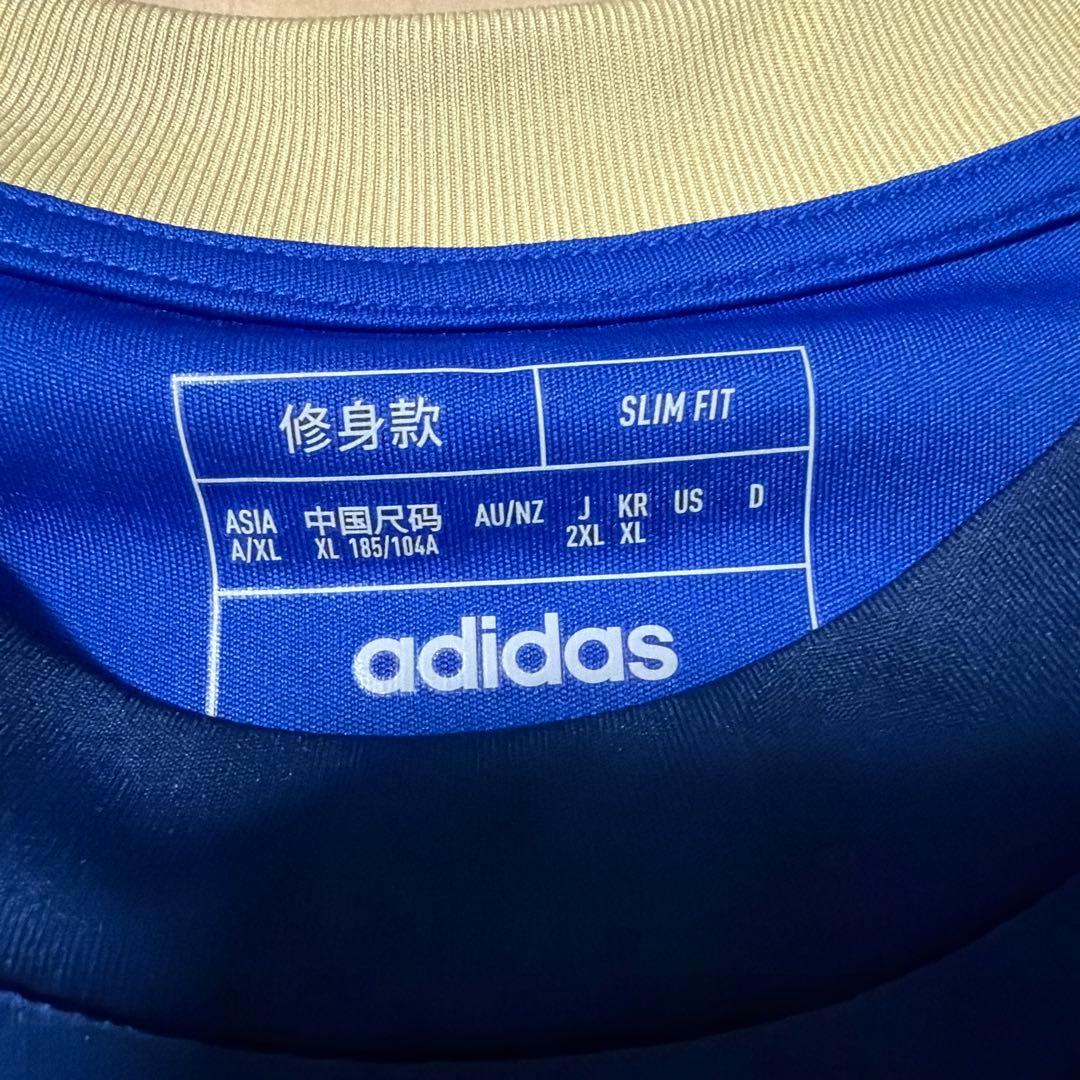 修身款 SLIM FIT
ASIA 中国尺码 AU/NZ J KR US D
A/XL XL 185/104A 2XL XL
adidas